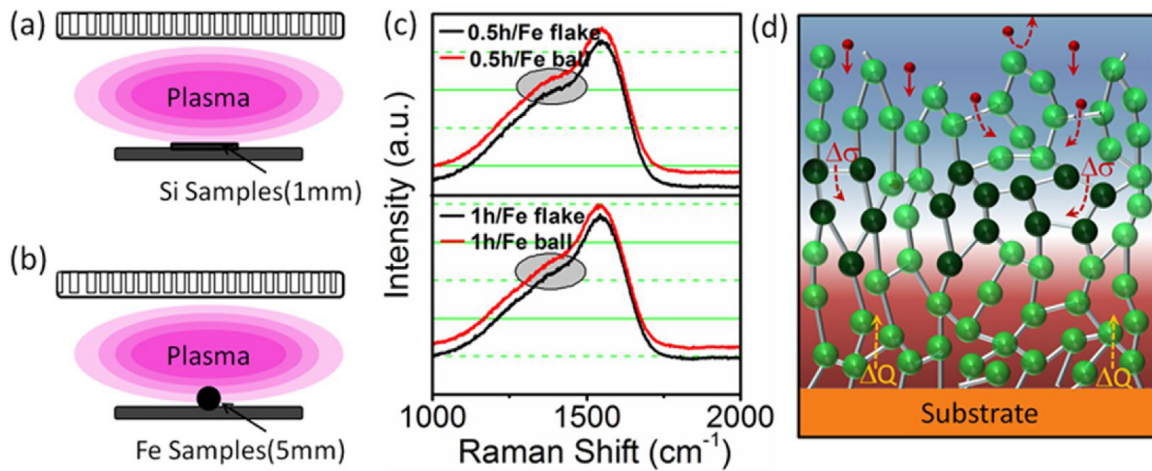 (a)
Plasma
Si Samples(1mm)
(b)
Plasma
Fe Samples(5mm)
(c)
0.5h/Fe flake
0.5h/Fe ball
1h/Fe flake
1h/Fe ball
Intensity (a.u.)
1000 1500 2000
Raman Shift (cm⁻¹)
(d)
Δσ
Δσ
ΔQ
ΔQ
Substrate